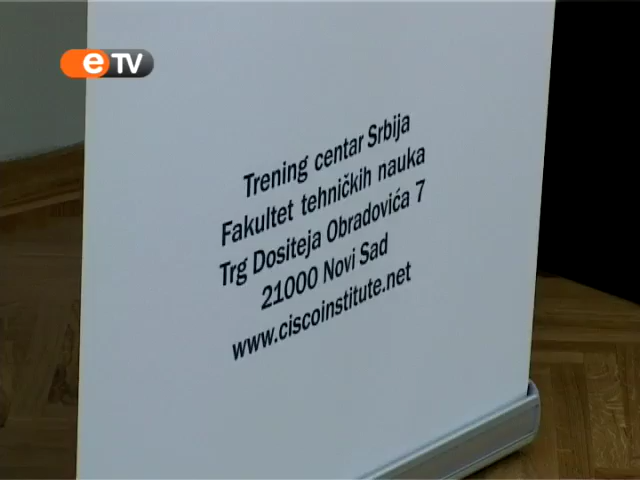 eTV
Trening centar Srbija
Fakultet tehničkih nauka
Trg Dositeja Obradovića 7
21000 Novi Sad
www.ciscoinstitute.net